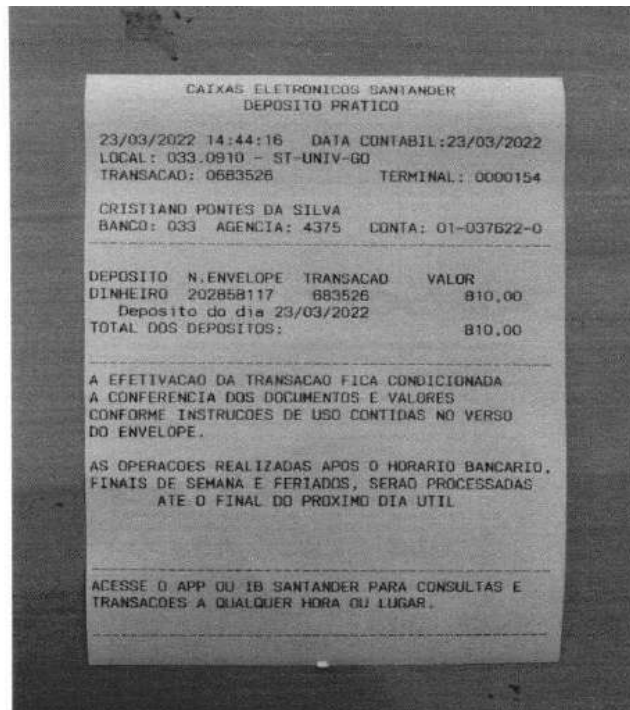 CAIXAS ELETRONICOS SANTANDER
DEPOSITO PRATICO
23/03/2022 14:44:16 DATA CONTABIL:23/03/2022
LOCAL: 033.0910 - ST-UNIV-GO
TRANSACAO: 0683526 TERMINAL: 0000154
CRISTIANO PONTES DA SILVA
BANCO: 033 AGENCIA: 4375 CONTA: 01-037622-0
DEPOSITO N.ENVELOPE TRANSACAO VALOR
DINHEIRO 202858117 683526 810,00
Deposito do dia 23/03/2022
TOTAL DOS DEPOSITOS: 810,00
A EFETIVACAO DA TRANSACAO FICA CONDICIONADA
A CONFERENCIA DOS DOCUMENTOS E VALORES
CONFORME INSTRUCOES DE USO CONTIDAS NO VERSO
DO ENVELOPE.
AS OPERACOES REALIZADAS APOS O HORARIO BANCARIO,
FINAIS DE SEMANA E FERIADOS, SERAO PROCESSADAS
ATE O FINAL DO PROXIMO DIA UTIL
ACESSE O APP OU IB SANTANDER PARA CONSULTAS E
TRANSACOES A QUALQUER HORA OU LUGAR.